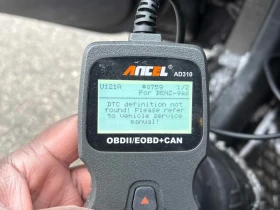 ANCEL
AD310
U121A $0759 1/2
DTC definition not
found! Please refer
to vehicle service
manual!
OBDII/EOBD+CAN